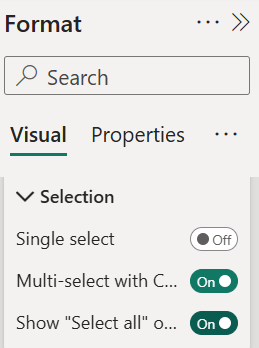 Format
Search
Visual Properties
Selection
Single select Off
Multi-select with C... On
Show "Select all" o... On